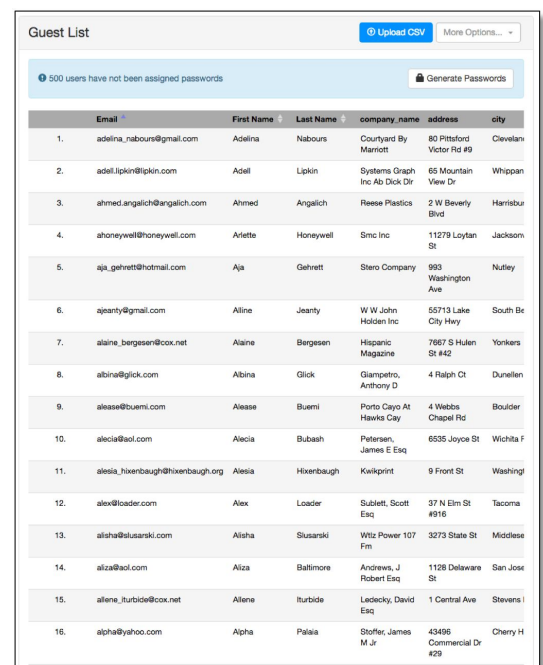 Guest List
Upload CSV
More Options...
500 users have not been assigned passwords
Generate Passwords
Email First Name Last Name company_name address city
1. adelina_nabours@gmail.com Adelina Nabours Courtyard By 80 Pittsford Clevelan
Marriott Victor Rd #9
2. adell.lipkin@lipkin.com Adell Lipkin Systems Graph 65 Mountain Whippan
Inc Ab Dick Dlr View Dr
3. ahmed.angalich@angalich.com Ahmed Angalich Reese Plastics 2 W Beverly Harrisbur
Blvd
4. ahoneywell@honeywell.com Arlette Honeywell Smc Inc 11279 Loytan Jacksonv
St
5. aja_gehrett@hotmail.com Aja Gehrett Stero Company 993 Nutley
Washington
Ave
6. ajeanty@gmail.com Alline Jeanty W W John 55713 Lake South Be
Holden Inc City Hwy
7. alaine_bergesen@cox.net Alaine Bergesen Hispanic 7667 S Hulen Yonkers
Magazine St #42
8. albina@glick.com Albina Glick Giampetro, 4 Ralph Ct Dunellen
Anthony D
9. alease@buemi.com Alease Buemi Porto Cayo At 4 Webbs Boulder
Hawks Cay Chapel Rd
10. alecia@aol.com Alecia Bubash Petersen, 6535 Joyce St Wichita F
James E Esq
11. alesia_hixenbaugh@hixenbaugh.org Alesia Hixenbaugh Kwikprint 9 Front St Washingt
12. alex@loader.com Alex Loader Sublett, Scott 37 N Elm St Tacoma
Esq #916
13. alisha@slusarski.com Alisha Slusarski Wtlz Power 107 3273 State St Middlese
Fm
14. aliza@aol.com Aliza Baltimore Andrews, J 1128 Delaware San Jose
Robert Esq St
15. allene_iturbide@cox.net Allene Iturbide Ledecky, David 1 Central Ave Stevens
Esq
16. alpha@yahoo.com Alpha Palaia Stoffer, James 43496 Cherry H
M Jr Commercial Dr
#29